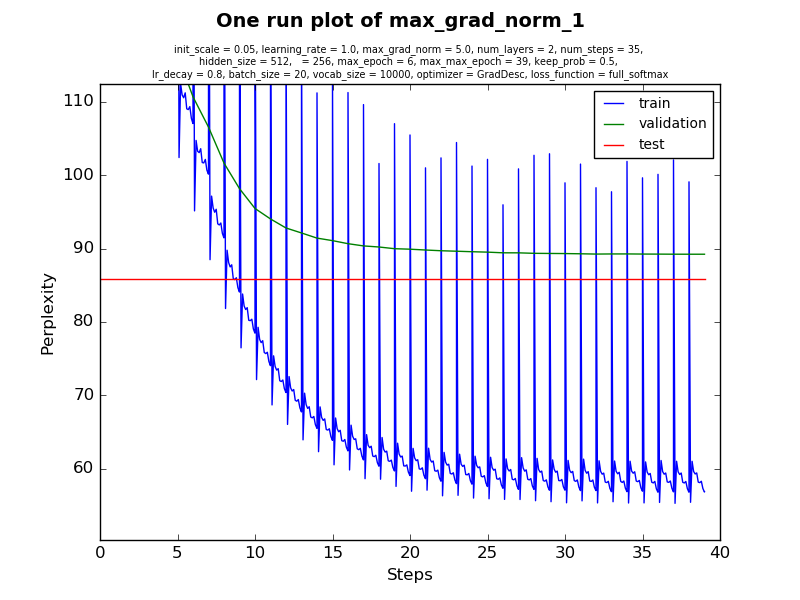 One run plot of max_grad_norm_1
init_scale = 0.05, learning_rate = 1.0, max_grad_norm = 5.0, num_layers = 2, num_steps = 35,
hidden_size = 512,   = 256, max_epoch = 6, max_max_epoch = 39, keep_prob = 0.5,
lr_decay = 0.8, batch_size = 20, vocab_size = 10000, optimizer = GradDesc, loss_function = full_softmax
train
validation
test
110
100
90
80
70
60
Perplexity
0 5 10 15 20 25 30 35 40
Steps